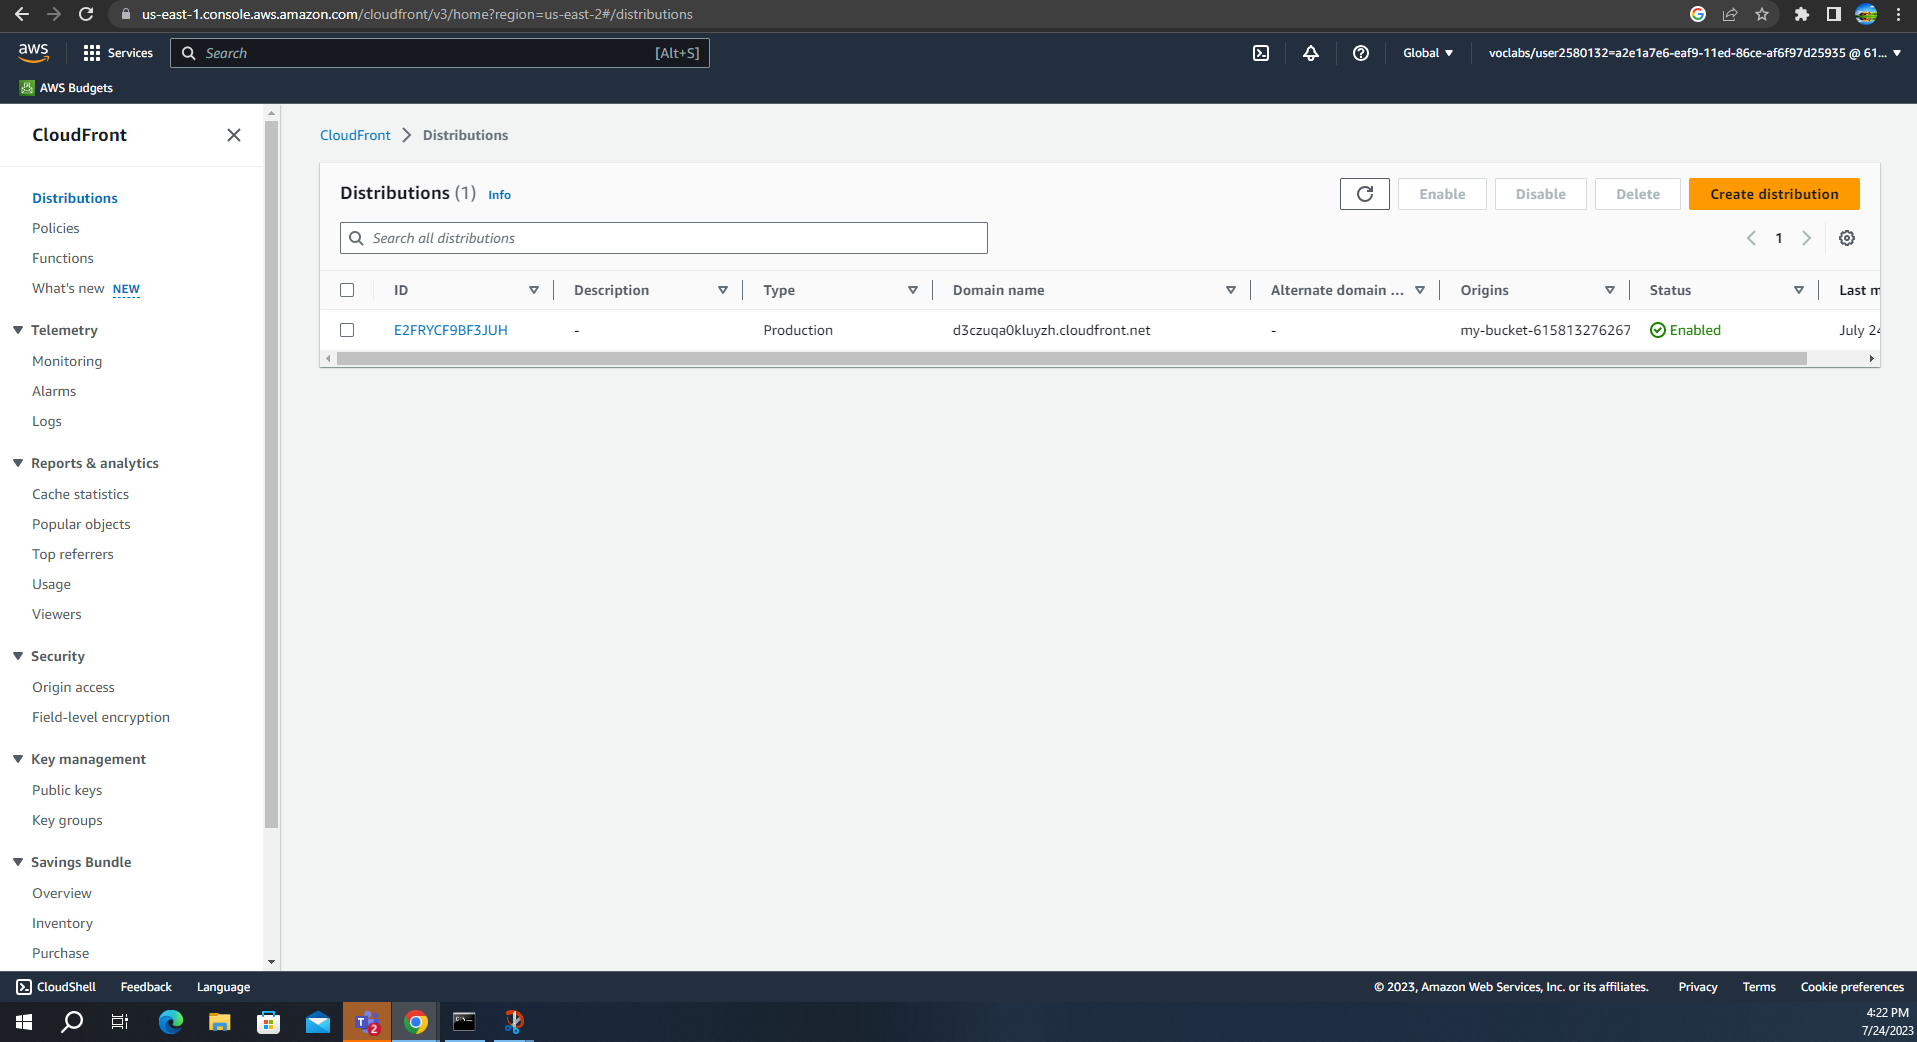 us-east-1.console.aws.amazon.com/cloudfront/v3/home?region=us-east-2#/distributions
aws
Services
Search
[Alt+S]
Global
voclabs/user2580132=a2e1a7e6-eaf9-11ed-86ce-af6f97d25935 @ 61...
AWS Budgets
CloudFront
Distributions
Policies
Functions
What's new NEW
Telemetry
Monitoring
Alarms
Logs
Reports & analytics
Cache statistics
Popular objects
Top referrers
Usage
Viewers
Security
Origin access
Field-level encryption
Key management
Public keys
Key groups
Savings Bundle
Overview
Inventory
Purchase
CloudFront > Distributions
Distributions (1) Info
Enable
Disable
Delete
Create distribution
Search all distributions
1
ID Description Type Domain name Alternate domain ... Origins Status Last m
E2FRYCF9BF3JUH - Production d3czuqa0kluyzh.cloudfront.net - my-bucket-615813276267 Enabled July 24
CloudShell Feedback Language
© 2023, Amazon Web Services, Inc. or its affiliates. Privacy Terms Cookie preferences
2
4:22 PM
7/24/2023